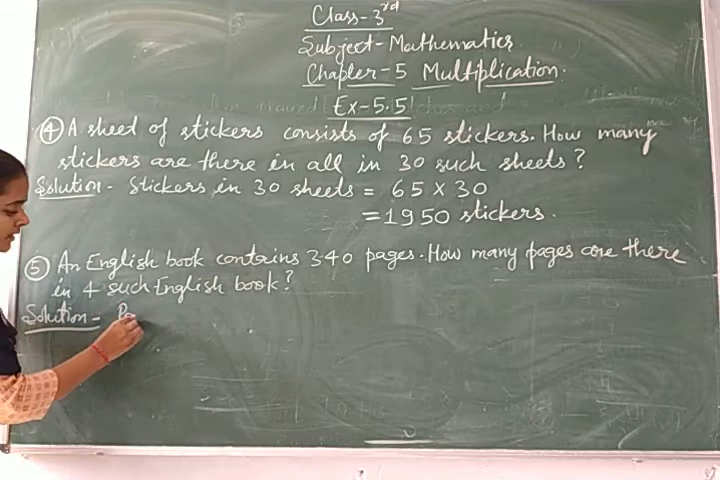 Class-3rd
Subject-Mathematics
Chapter-5 Multiplication.
Ex-5.5
④ A sheet of stickers consists of 65 stickers. How many
stickers are there in all in 30 such sheets?
Solution- Stickers in 30 sheets = 65 × 30
=1950 stickers.
⑤ An English book contains 340 pages. How many pages are there
in 4 such English book?
Solution- Pa